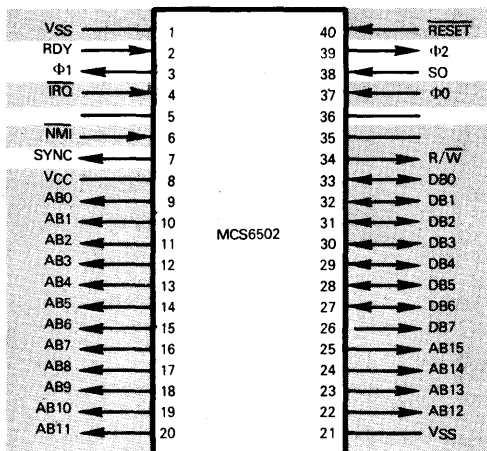 VSS 1 40 R̅E̅S̅E̅T̅
RDY 2 39 Φ2
Φ1 3 38 SO
I̅R̅Q̅ 4 37 Φ0
5 36
N̅M̅I̅ 6 35
SYNC 7 34 R/W̅
VCC 8 33 DB0
AB0 9 32 DB1
AB1 10 31 DB2
AB2 11 MCS6502 30 DB3
AB3 12 29 DB4
AB4 13 28 DB5
AB5 14 27 DB6
AB6 15 26 DB7
AB7 16 25 AB15
AB8 17 24 AB14
AB9 18 23 AB13
AB10 19 22 AB12
AB11 20 21 VSS